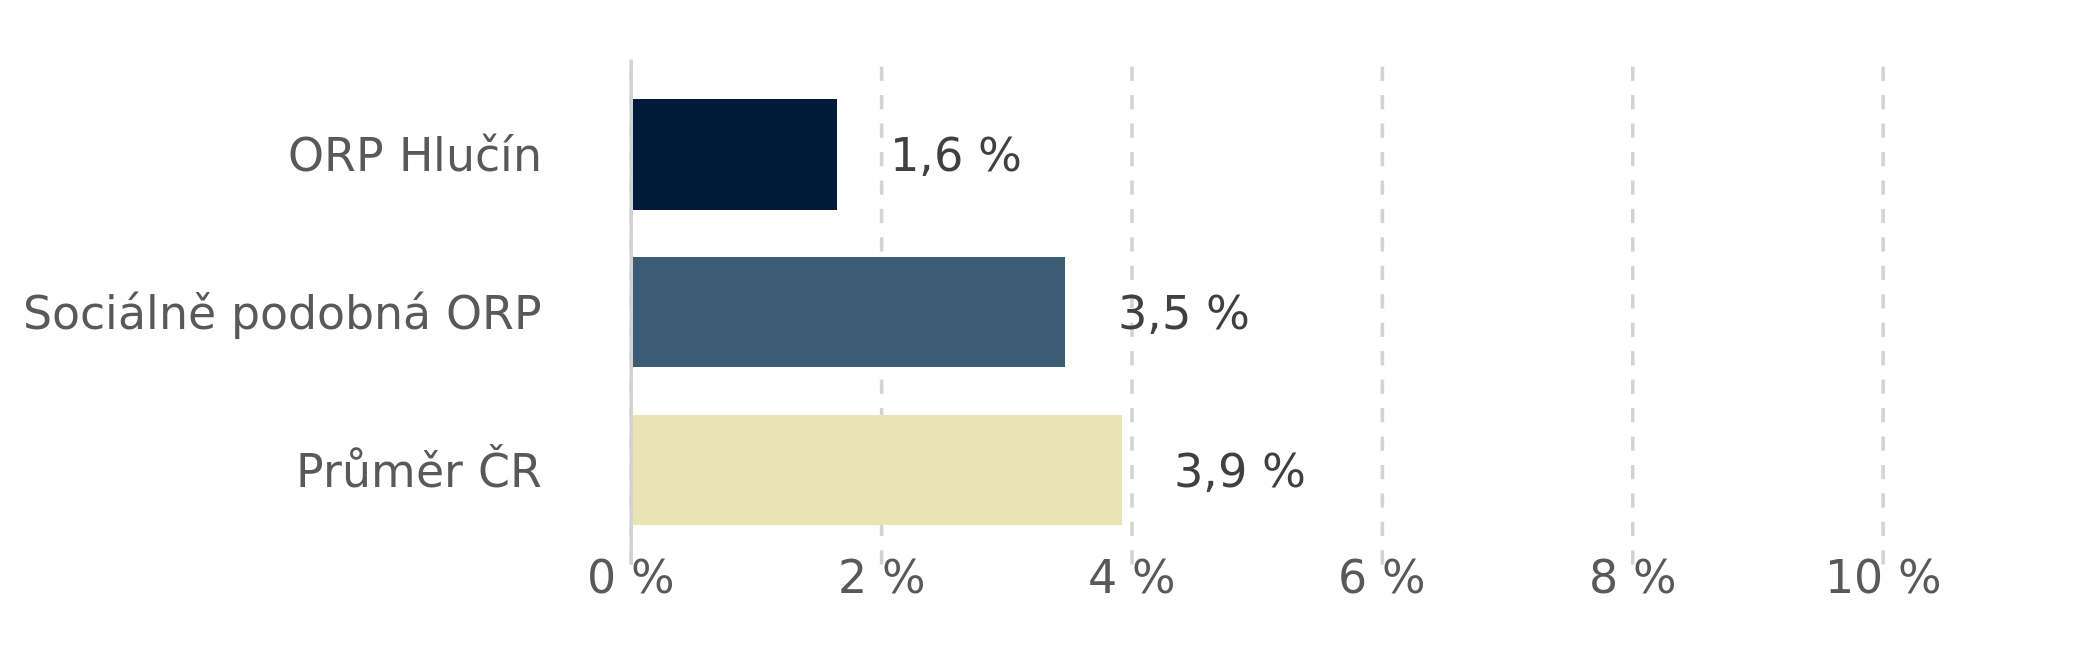 ORP Hlučín 1,6 %
Sociálně podobná ORP 3,5 %
Průměr ČR 3,9 %
0 % 2 % 4 % 6 % 8 % 10 %